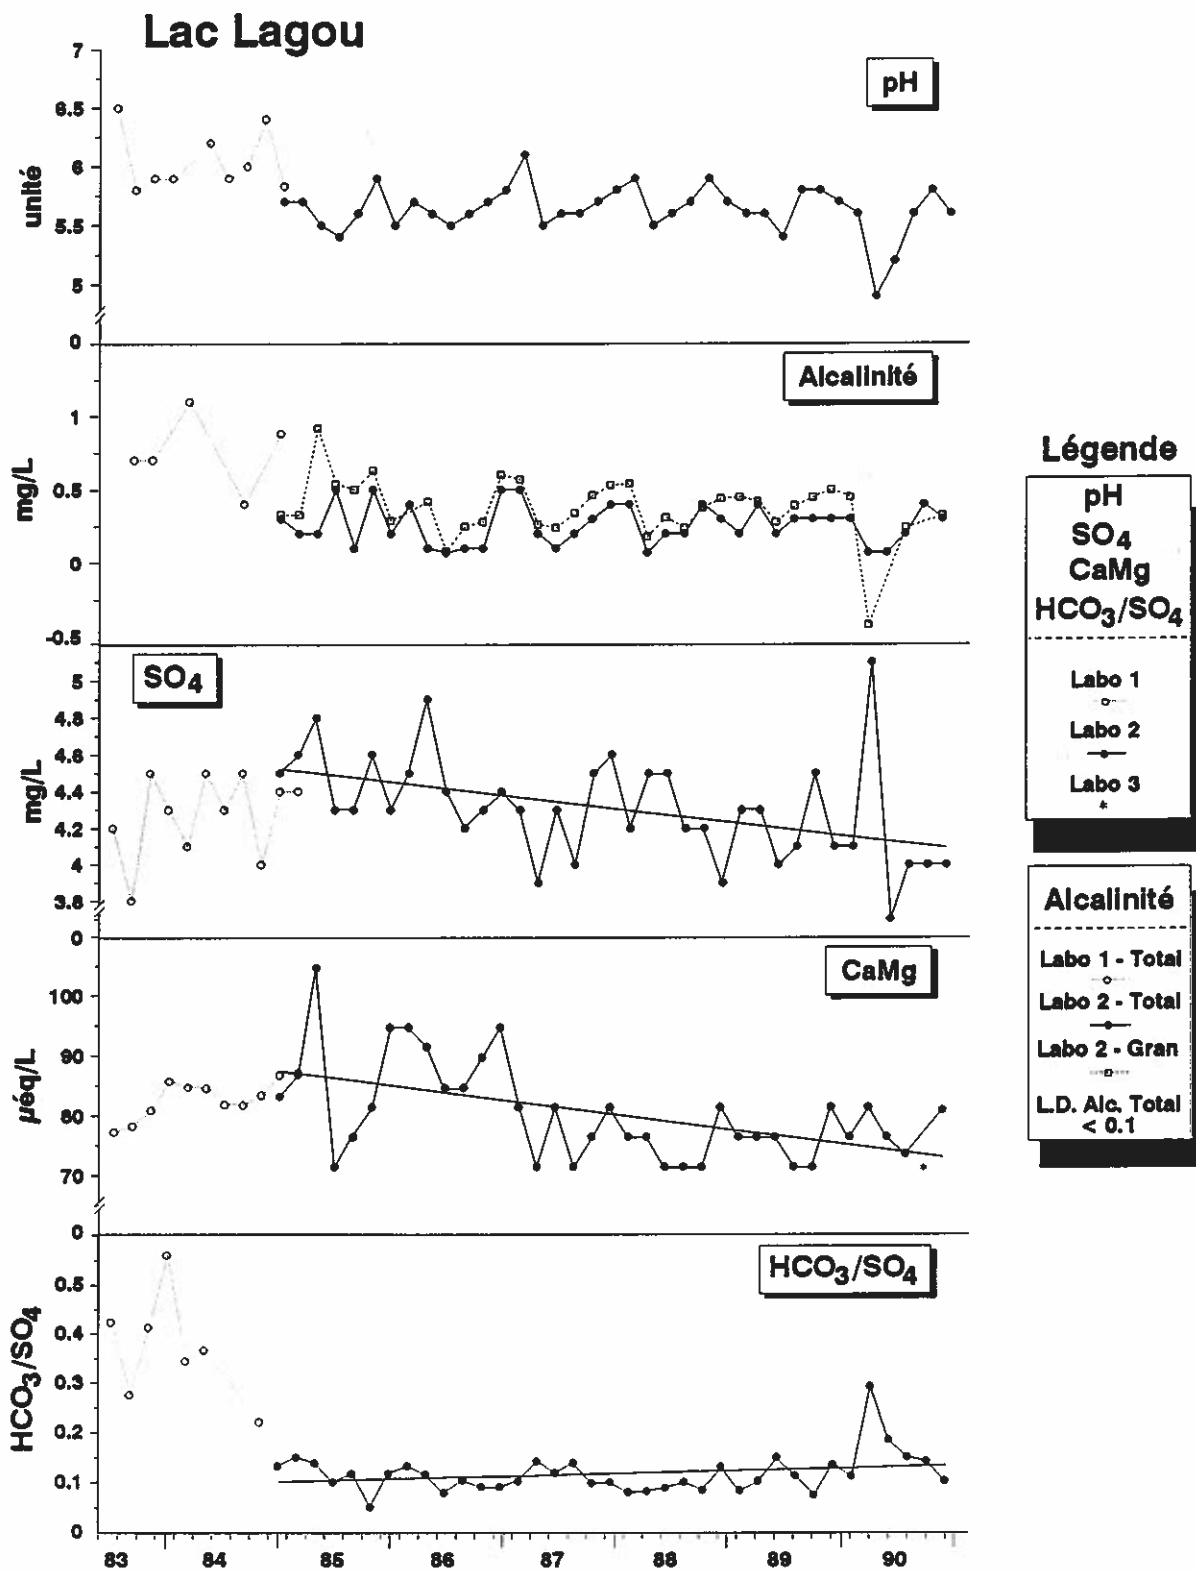 Lac Lagou
pH
7
6.5
6
5.5
5
0
unité
Alcalinité
1
0.5
0
-0.5
mg/L
SO4
5
4.8
4.6
4.4
4.2
4
3.8
0
mg/L
CaMg
100
90
80
70
0
µéq/L
*
HCO3/SO4
0.5
0.4
0.3
0.2
0.1
0
HCO3/SO4
83 84 85 86 87 88 89 90
Légende
pH
SO4
CaMg
HCO3/SO4
Labo 1
Labo 2
Labo 3
*
Alcalinité
Labo 1 - Total
Labo 2 - Total
Labo 2 - Gran
L.D. Alc. Total
< 0.1